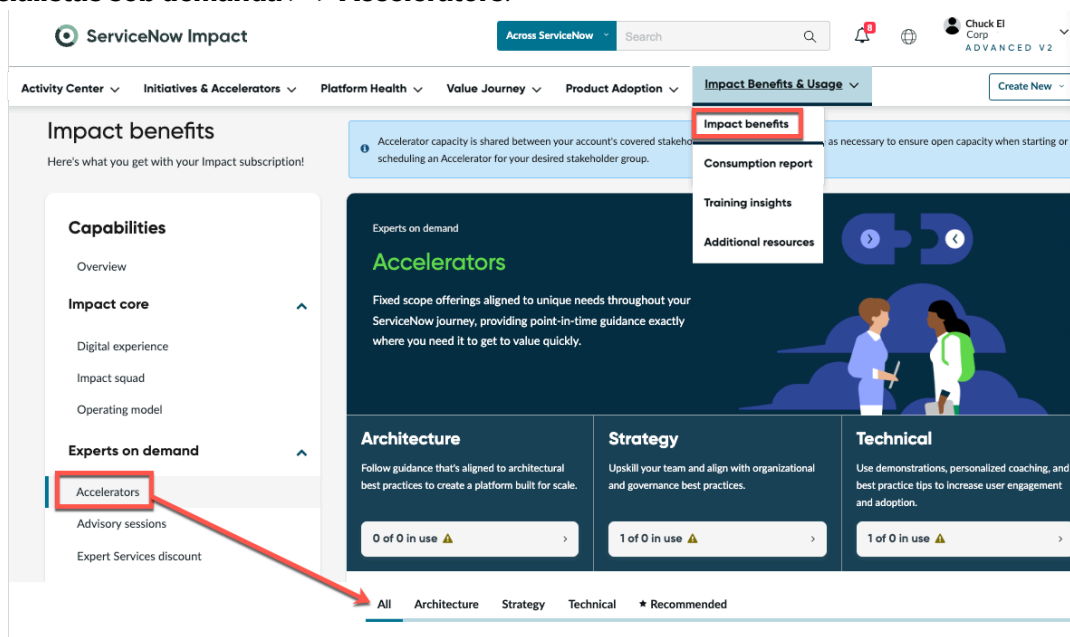 ServiceNow Impact
Across ServiceNow
Search
8
Chuck El
Corp
ADVANCED V2
Activity Center
Initiatives & Accelerators
Platform Health
Value Journey
Product Adoption
Impact Benefits & Usage
Create New
Impact benefits
Consumption report
Training insights
Additional resources
Impact benefits
Here's what you get with your Impact subscription!
Accelerator capacity is shared between your account's covered
as necessary to ensure open capacity when starting or
scheduling an Accelerator for your desired stakeholder group.
Capabilities
Overview
Impact core
Digital experience
Impact squad
Operating model
Experts on demand
Accelerators
Advisory sessions
Expert Services discount
Experts on demand
Accelerators
Fixed scope offerings aligned to unique needs throughout your
ServiceNow journey, providing point-in-time guidance exactly
where you need it to get to value quickly.
Architecture
Follow guidance that's aligned to architectural
best practices to create a platform built for scale.
0 of 0 in use
Strategy
Upskill your team and align with organizational
and governance best practices.
1 of 0 in use
Technical
Use demonstrations, personalized coaching, and
best practice tips to increase user engagement
and adoption.
1 of 0 in use
All
Architecture
Strategy
Technical
★ Recommended